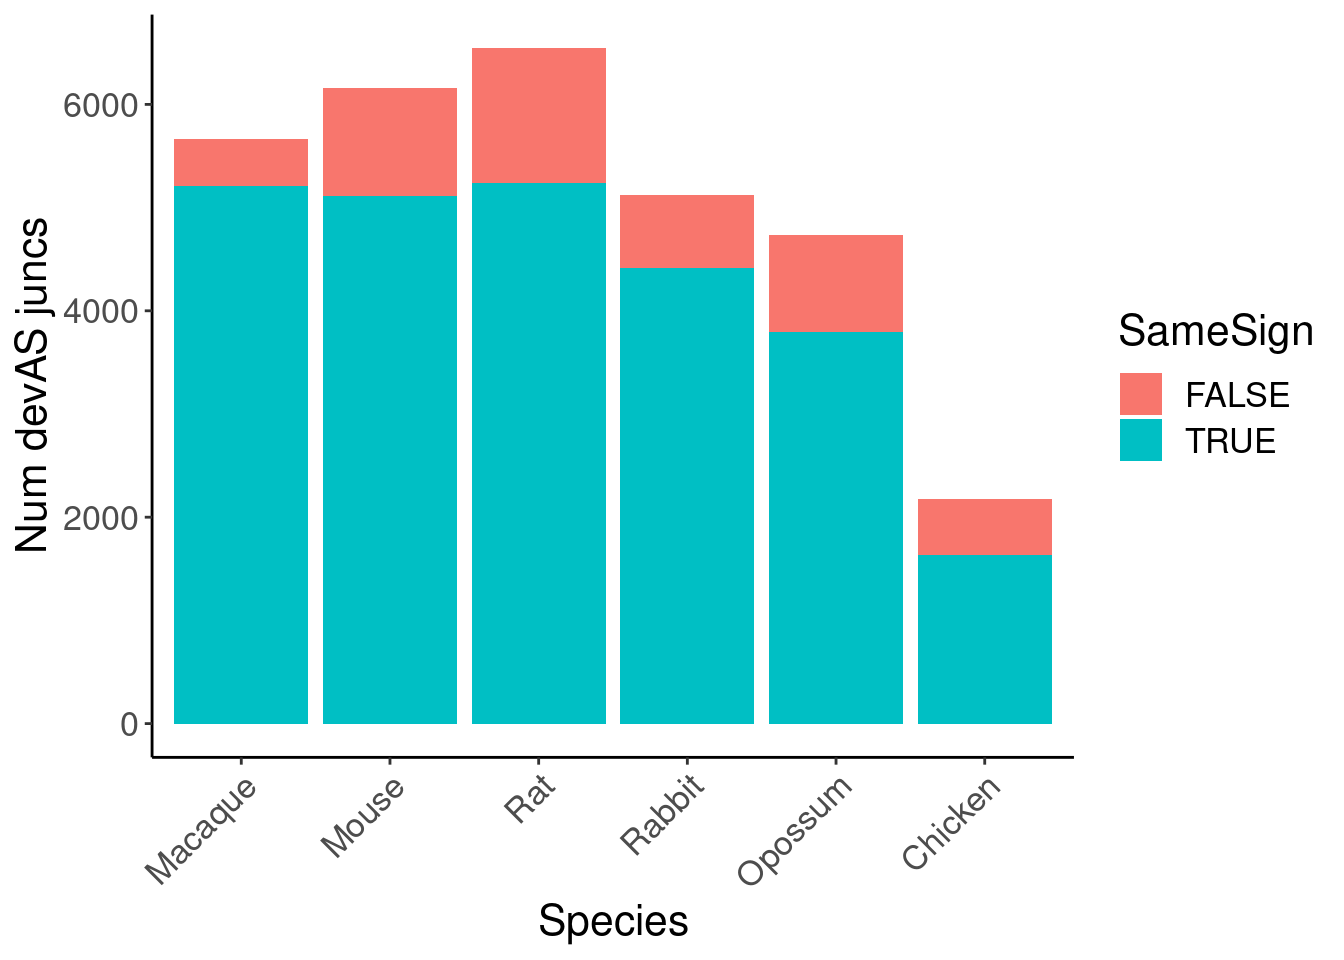 Num devAS juncs
6000
4000
2000
0
Macaque
Mouse
Rat
Rabbit
Opossum
Chicken
Species
SameSign
FALSE
TRUE